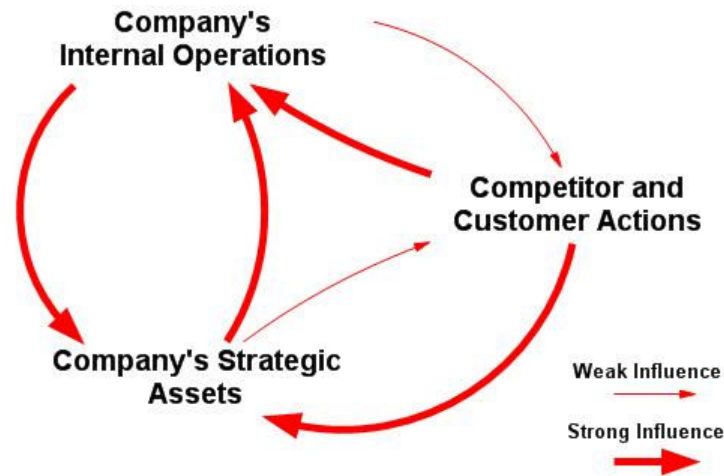 Company's
Internal Operations
Competitor and
Customer Actions
Company's Strategic
Assets
Weak Influence
Strong Influence